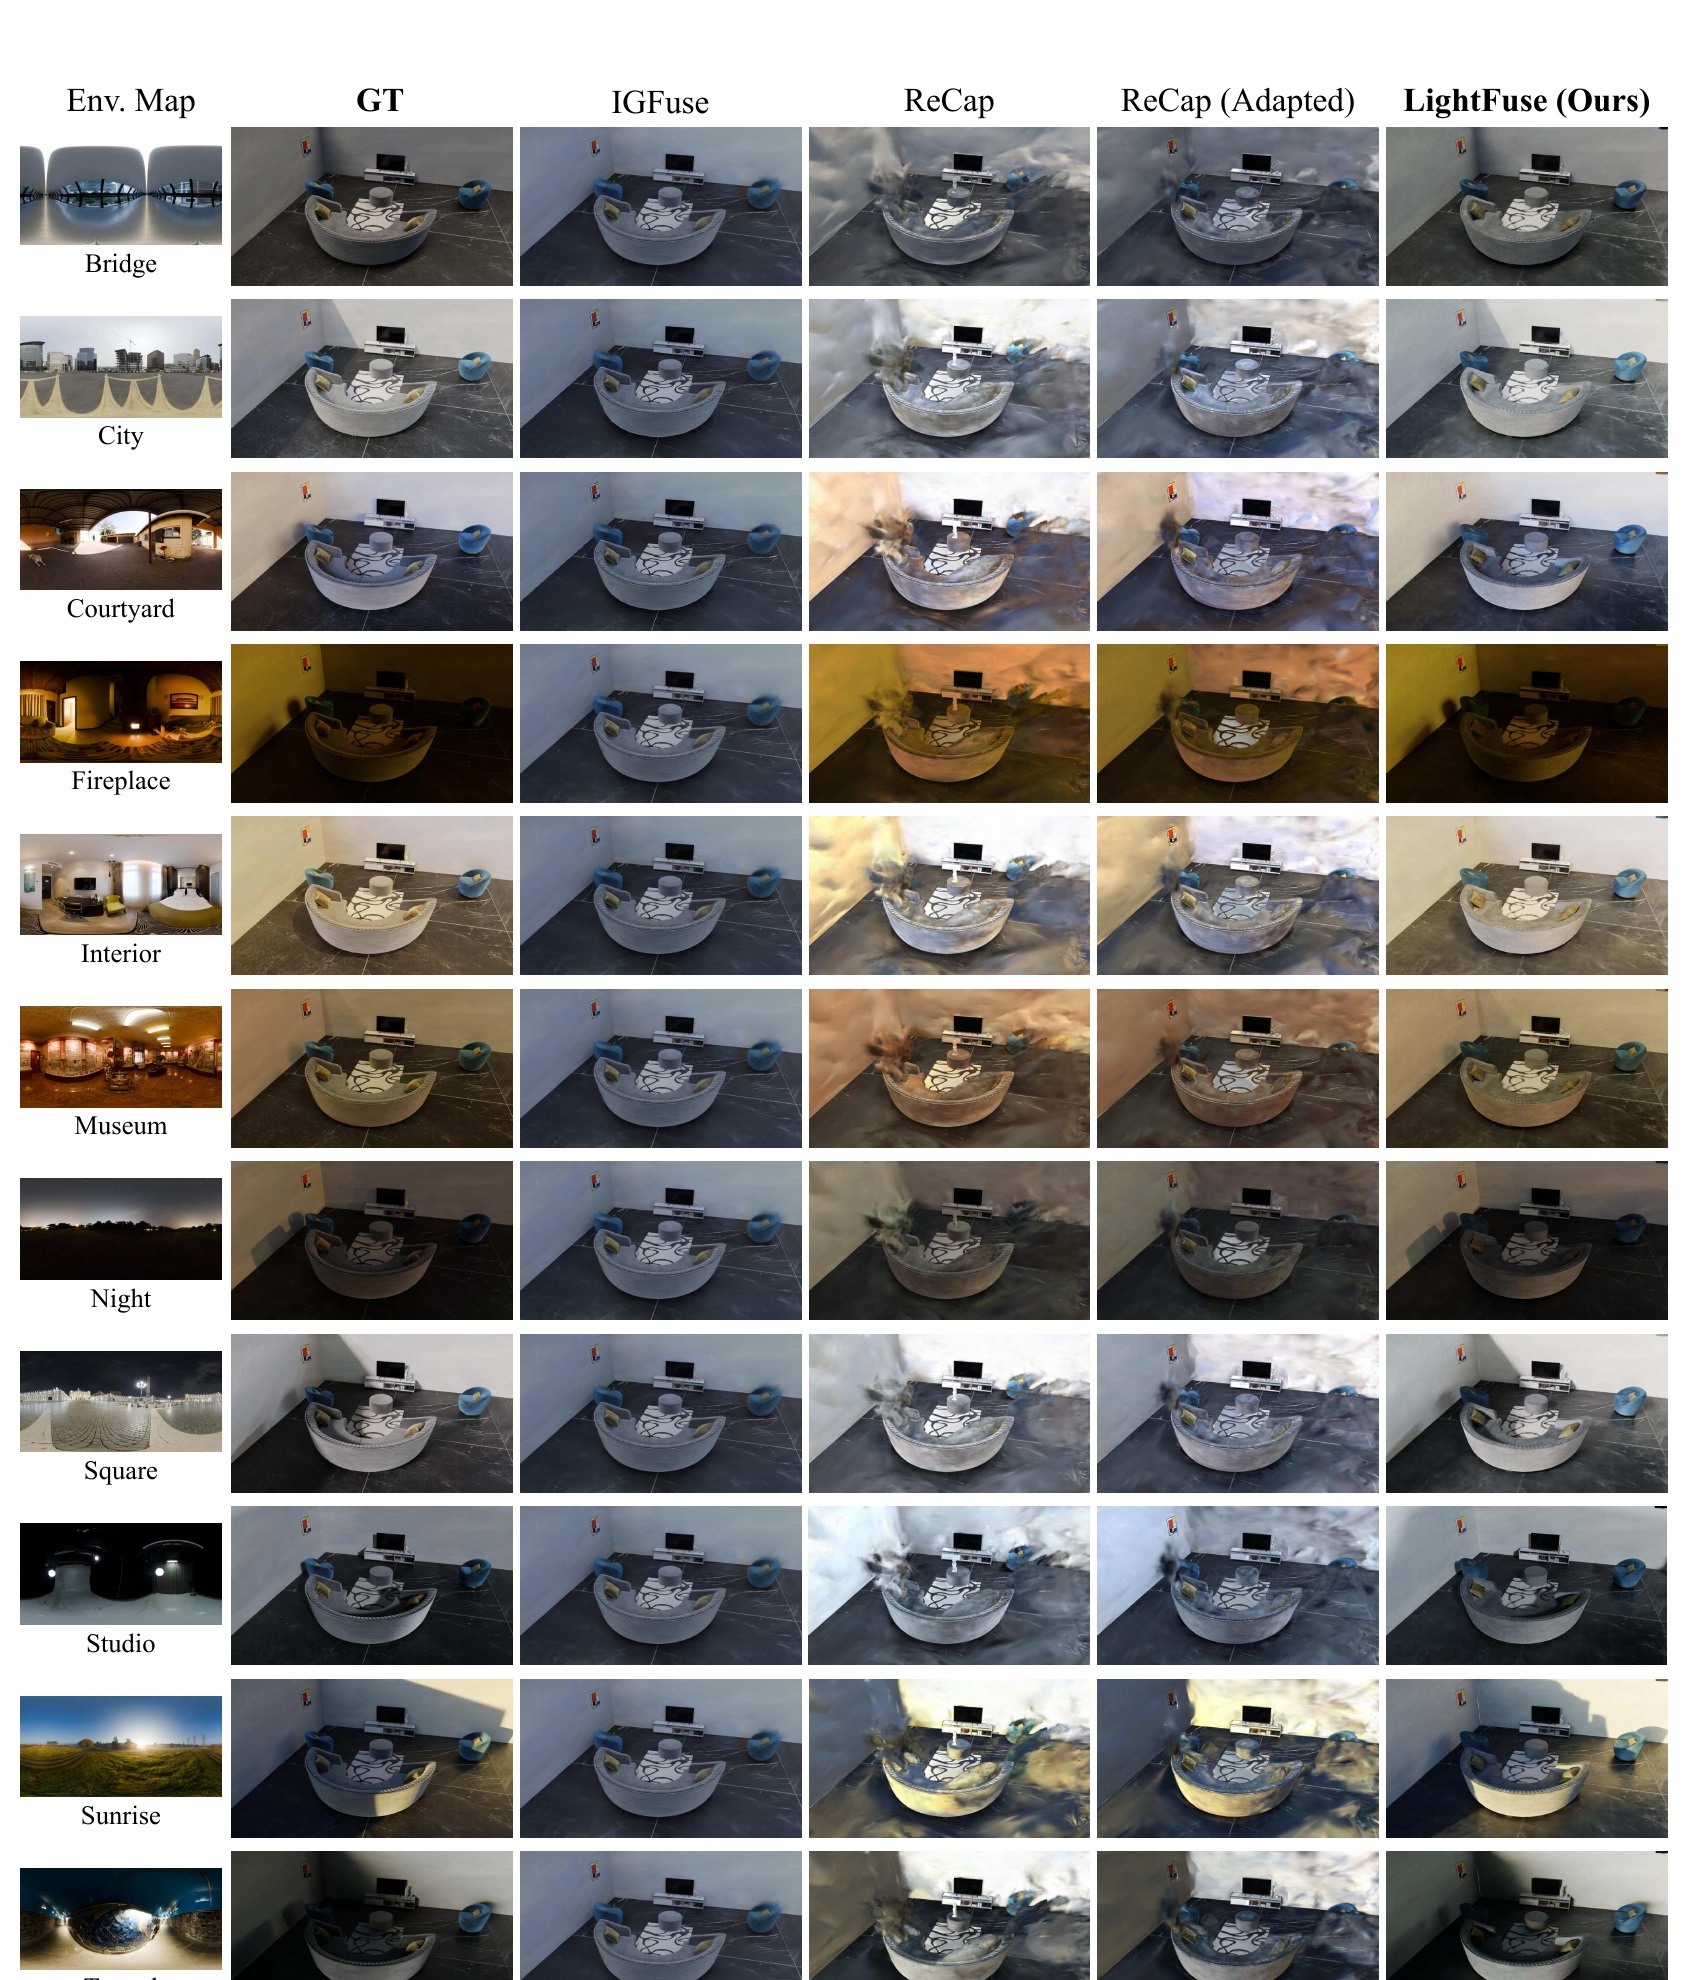 Env. Map GT IGFuse ReCap ReCap (Adapted) LightFuse (Ours)
Bridge
City
Courtyard
Fireplace
Interior
Museum
Night
Square
Studio
Sunrise